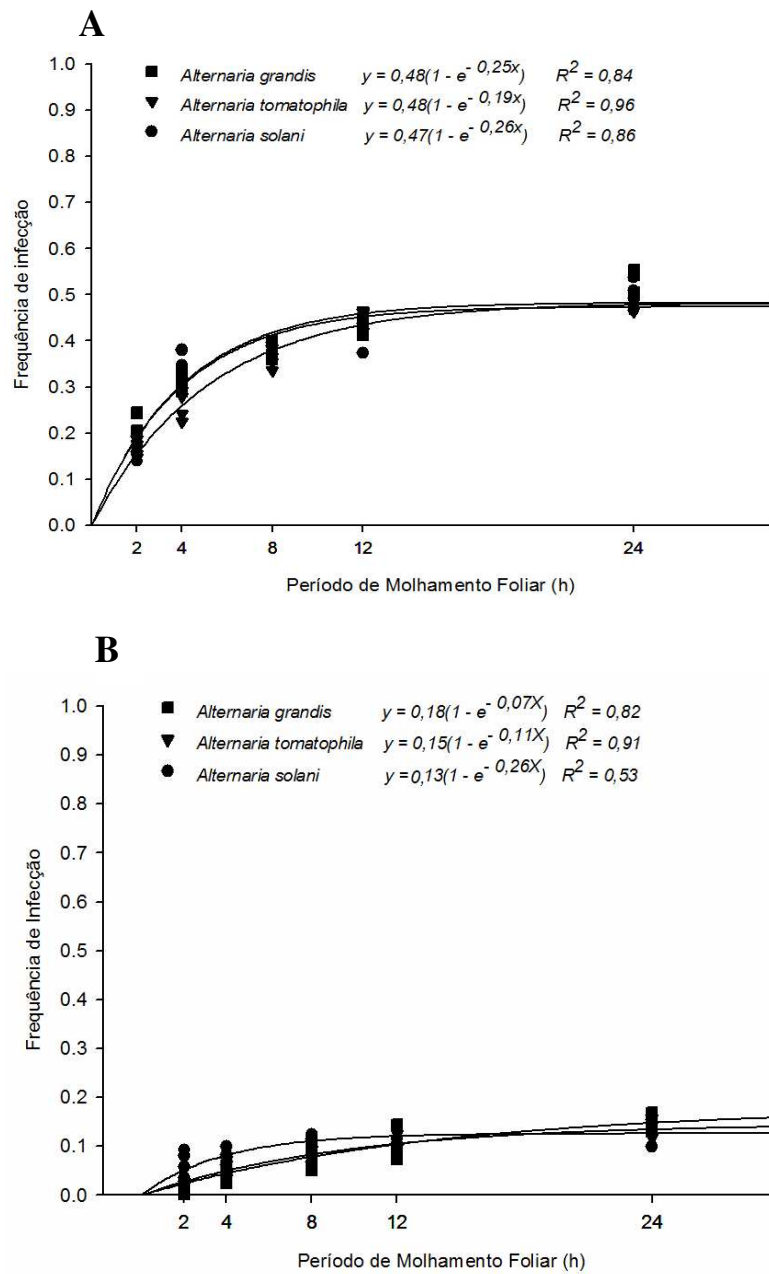 A
Alternaria grandis y = 0,48(1 - e^- 0,25x) R^2 = 0,84
Alternaria tomatophila y = 0,48(1 - e^- 0,19x) R^2 = 0,96
Alternaria solani y = 0,47(1 - e^- 0,26x) R^2 = 0,86
Frequência de infecção
1.0
0.9
0.8
0.7
0.6
0.5
0.4
0.3
0.2
0.1
0.0
2 4 8 12 24
Período de Molhamento Foliar (h)
B
Alternaria grandis y = 0,18(1 - e^- 0,07X) R^2 = 0,82
Alternaria tomatophila y = 0,15(1 - e^- 0,11X) R^2 = 0,91
Alternaria solani y = 0,13(1 - e^- 0,26X) R^2 = 0,53
Frequência de Infecção
1.0
0.9
0.8
0.7
0.6
0.5
0.4
0.3
0.2
0.1
0.0
2 4 8 12 24
Período de Molhamento Foliar (h)